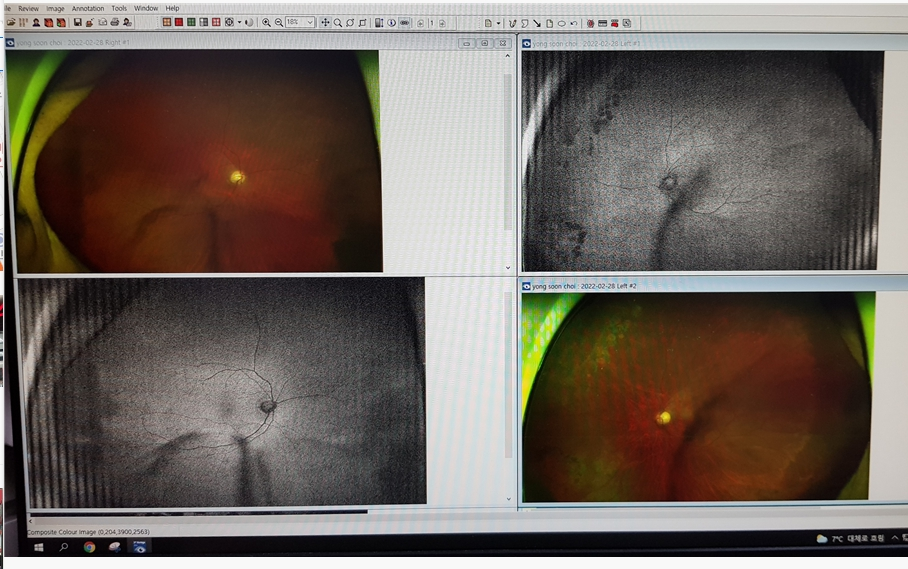 Review Image Annotation Tools Window Help
18%
1
yong soon choi : 2022-02-28 Right #1
yong soon choi : 2022-02-28 Left #1
yong soon choi : 2022-02-28 Left #2
Composite Colour Image (0,204,3900,2563)
7℃ 대체로 흐림